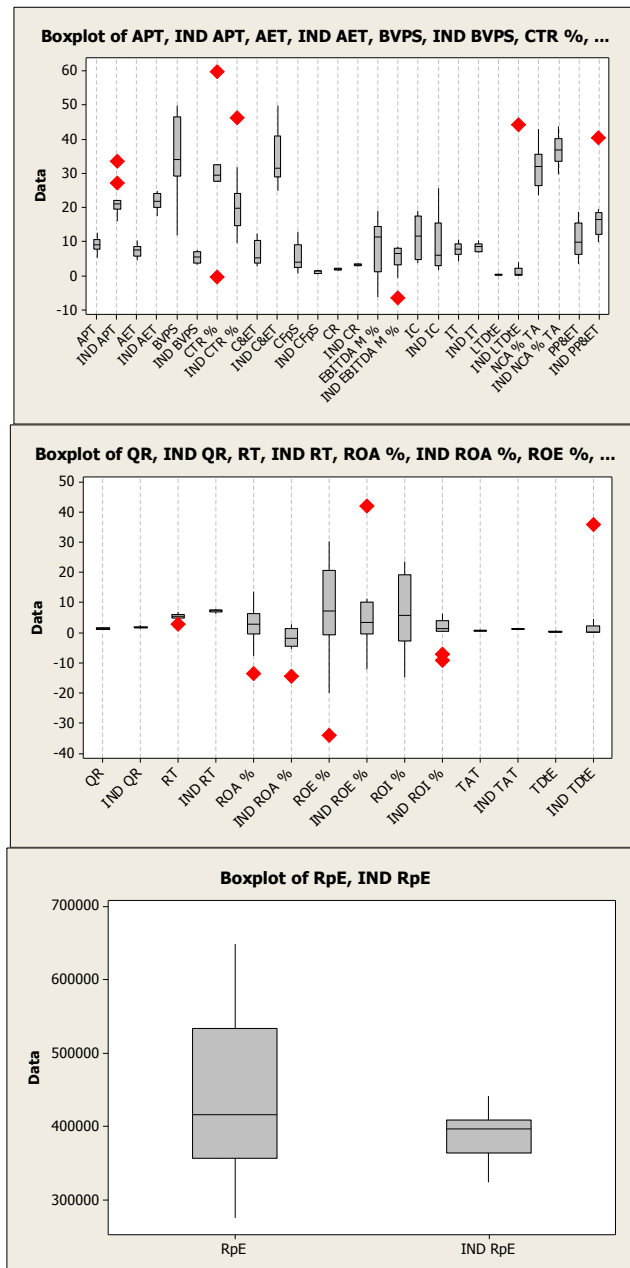 Boxplot of APT, IND APT, AET, IND AET, BVPS, IND BVPS, CTR %, ...
60
50
40
30
20
10
0
-10
Data
APT
IND APT
AET
IND AET
BVPS
IND BVPS
CTR %
IND CTR %
C&ET
IND C&ET
CFpS
IND CFpS
CR
IND CR
EBITDA M %
IND EBITDA M %
IC
IND IC
IT
IND IT
LTDtE
IND LTDtE
NCA % TA
IND NCA % TA
PP&ET
IND PP&ET
Boxplot of QR, IND QR, RT, IND RT, ROA %, IND ROA %, ROE %, ...
50
40
30
20
10
0
-10
-20
-30
-40
Data
QR
IND QR
RT
IND RT
ROA %
IND ROA %
ROE %
IND ROE %
ROI %
IND ROI %
TAT
IND TAT
TDtE
IND TDtE
Boxplot of RpE, IND RpE
700000
600000
500000
400000
300000
Data
RpE
IND RpE